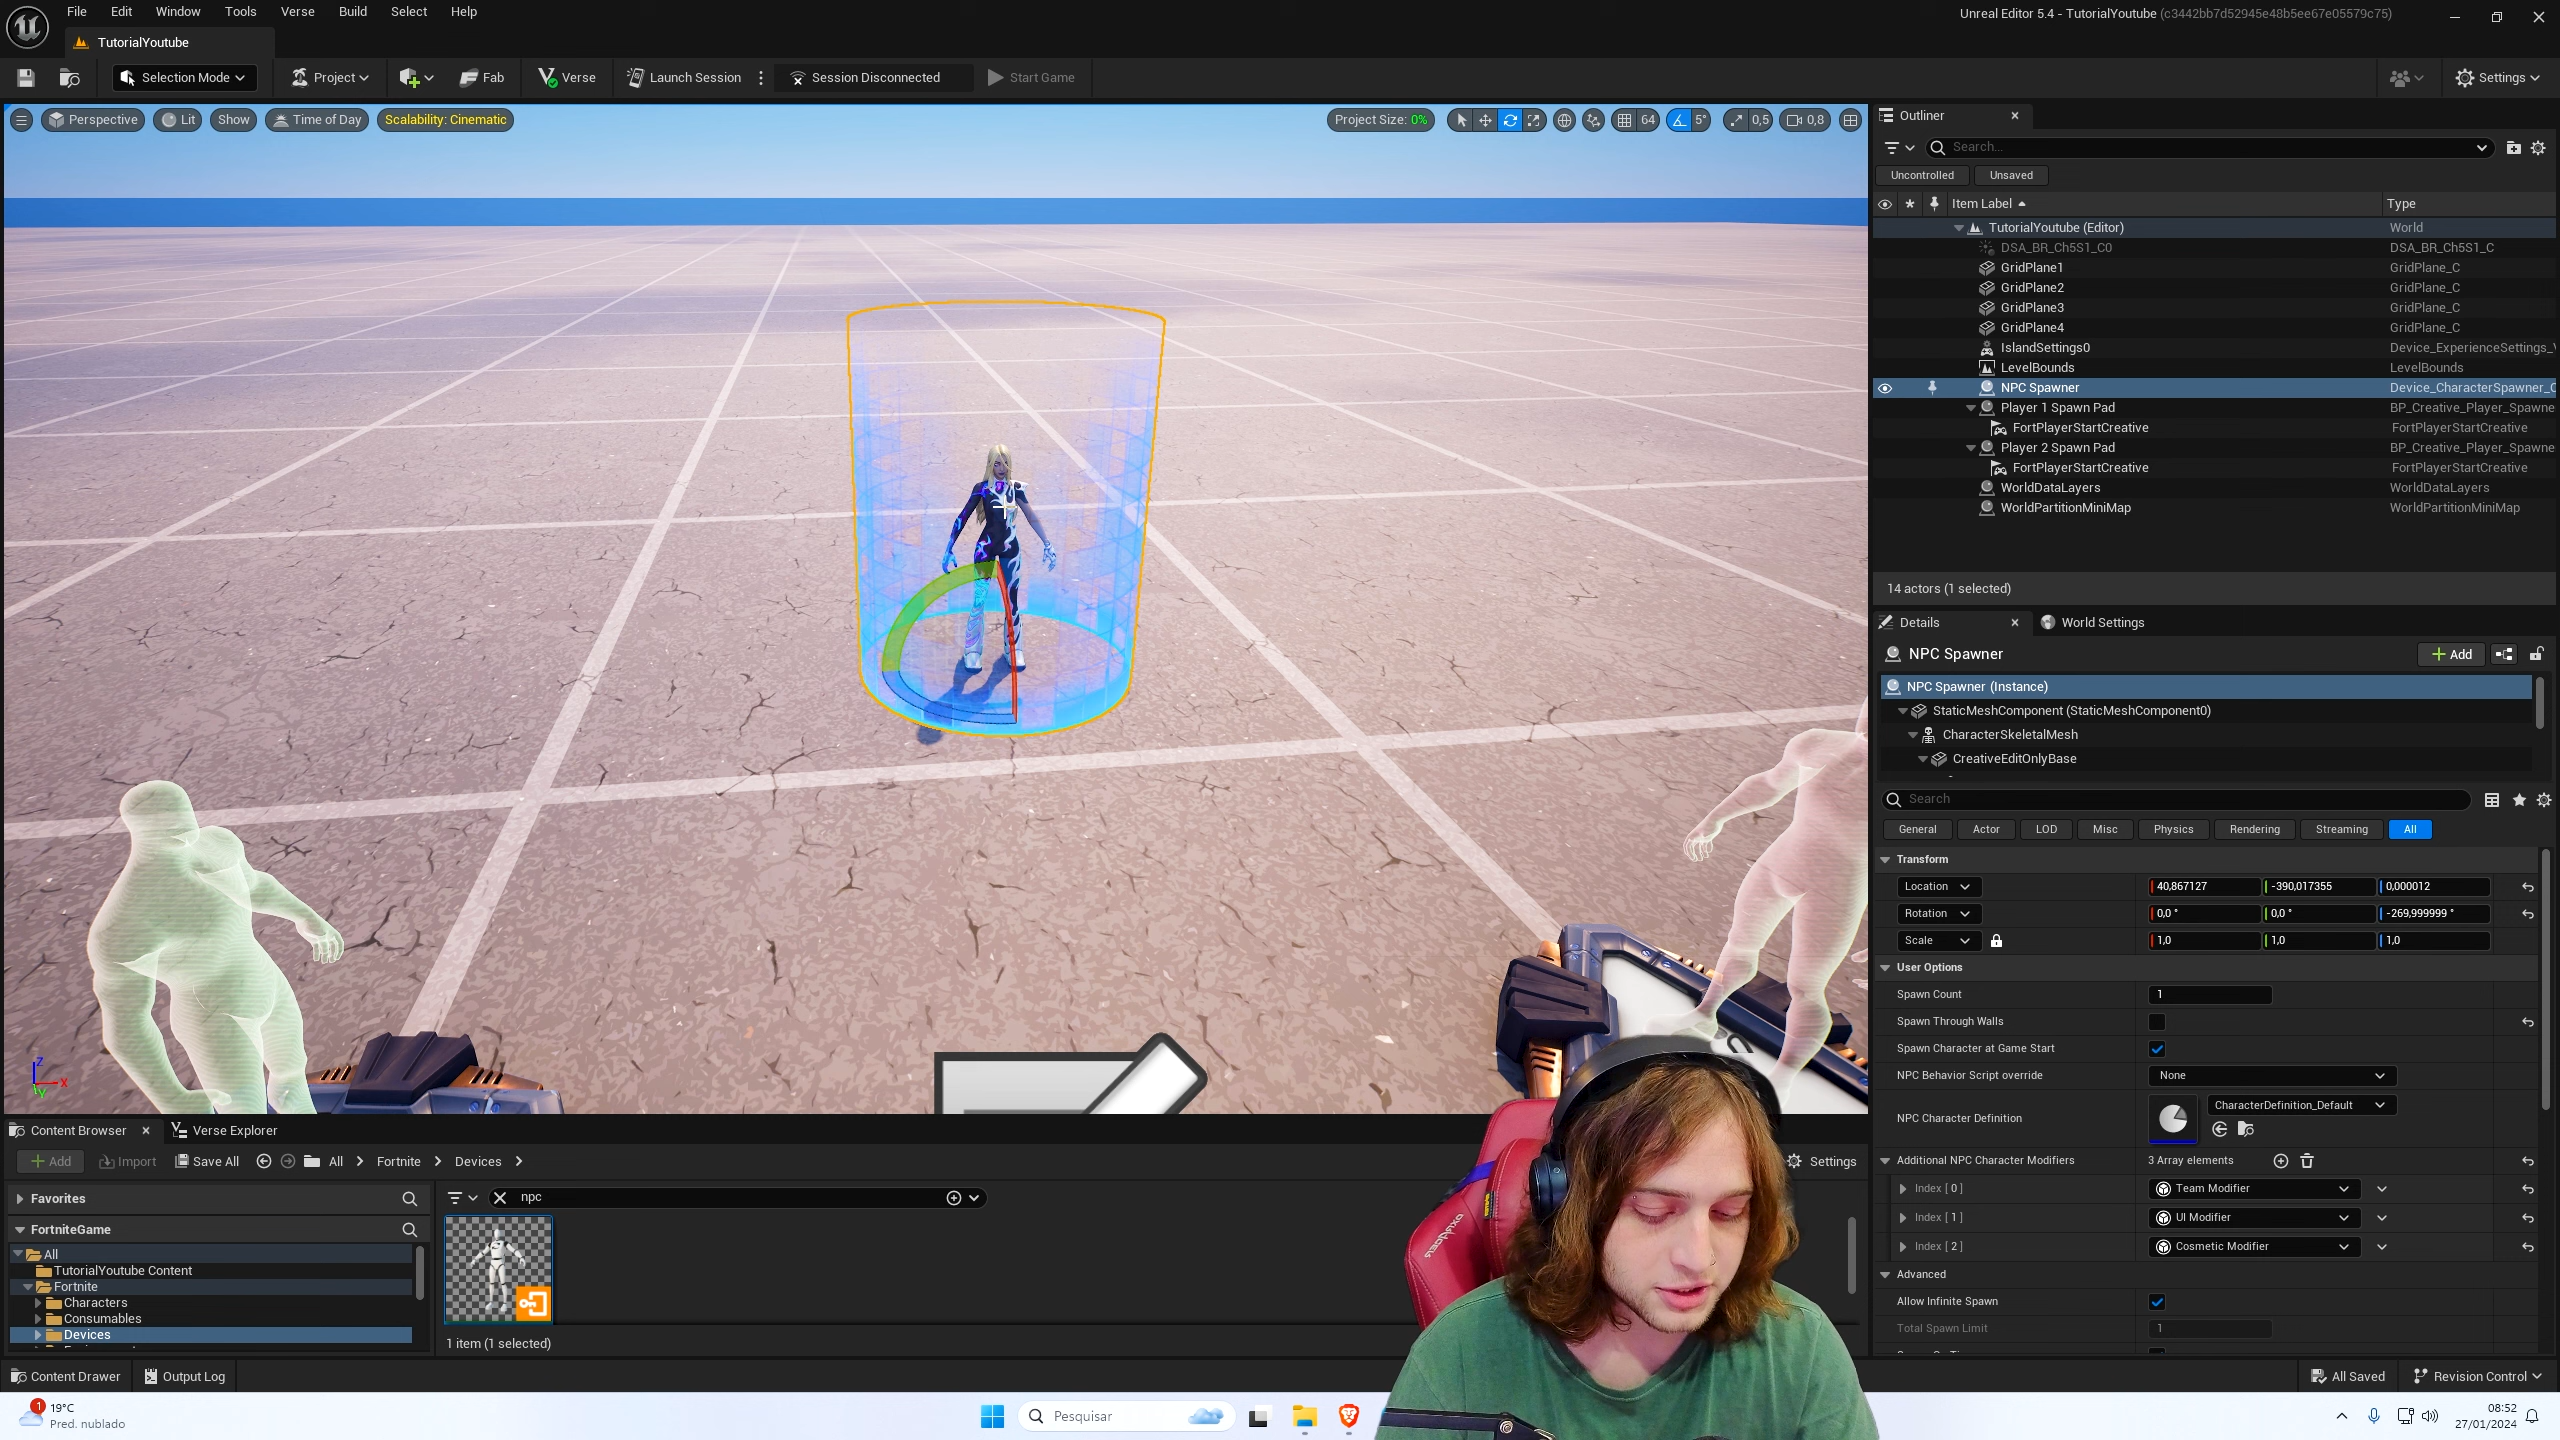 File Edit Window Tools Verse Build Select Help
Unreal Editor 5.4 - TutorialYoutube (c3442bb7d52945e48b5ee67e05579c75)
TutorialYoutube
Selection Mode Project Fab Verse Launch Session Session Disconnected Start Game Settings
Perspective Lit Show Time of Day Scalability: Cinematic Project Size: 0% 64 5° 0,5 0,8
Outliner
Search...
Uncontrolled Unsaved
Item Label Type
TutorialYoutube (Editor) World
DSA_BR_Ch5S1_C0 DSA_BR_Ch5S1_C
GridPlane1 GridPlane_C
GridPlane2 GridPlane_C
GridPlane3 GridPlane_C
GridPlane4 GridPlane_C
IslandSettings0 Device_ExperienceSettings_V
LevelBounds LevelBounds
NPC Spawner Device_CharacterSpawner_C
Player 1 Spawn Pad BP_Creative_Player_Spawne
FortPlayerStartCreative FortPlayerStartCreative
Player 2 Spawn Pad BP_Creative_Player_Spawne
FortPlayerStartCreative FortPlayerStartCreative
WorldDataLayers WorldDataLayers
WorldPartitionMiniMap WorldPartitionMiniMap
14 actors (1 selected)
Details World Settings
NPC Spawner Add
NPC Spawner (Instance)
StaticMeshComponent (StaticMeshComponent0)
CharacterSkeletalMesh
CreativeEditOnlyBase
Search
General Actor LOD Misc Physics Rendering Streaming All
Transform
Location 40,867127 -390,017355 0,000012
Rotation 0,0 ° 0,0 ° -269,999999 °
Scale 1,0 1,0 1,0
User Options
Spawn Count 1
Spawn Through Walls
Spawn Character at Game Start
NPC Behavior Script override None
NPC Character Definition CharacterDefinition_Default
Additional NPC Character Modifiers 3 Array elements
Index [ 0 ] Team Modifier
Index [ 1 ] UI Modifier
Index [ 2 ] Cosmetic Modifier
Advanced
Allow Infinite Spawn
Total Spawn Limit 1
Z
X
Y
Content Browser Verse Explorer
Add Import Save All All Fortnite Devices Settings
Favorites npc
FortniteGame
All
TutorialYoutube Content
Fortnite
Characters
Consumables
Devices
1 item (1 selected)
DXRACER
Content Drawer Output Log All Saved Revision Control
1
19°C
Pred. nublado
Pesquisar
08:52
27/01/2024